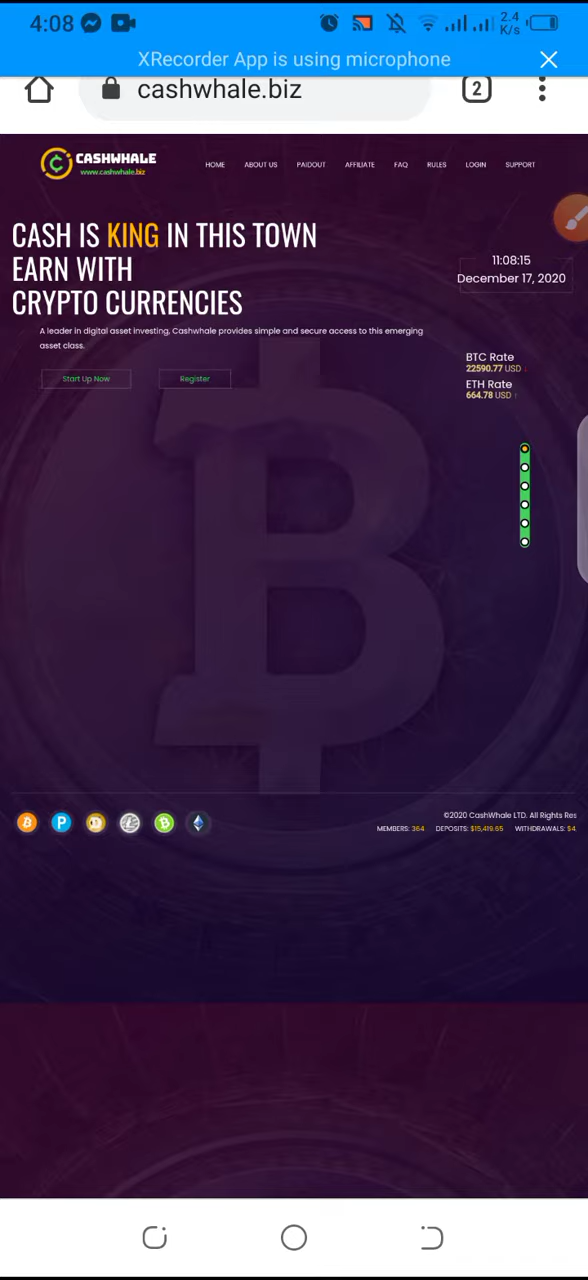 4:08
2.4
K/s
XRecorder App is using microphone
cashwhale.biz
2
CASHWHALE
www.cashwhale.biz
HOME ABOUT US PAIDOUT AFFILIATE FAQ RULES LOGIN SUPPORT
CASH IS KING IN THIS TOWN
EARN WITH
CRYPTO CURRENCIES
11:08:15
December 17, 2020
A leader in digital asset investing, Cashwhale provides simple and secure access to this emerging
asset class.
Start Up Now Register
BTC Rate
22590.77 USD ↓
ETH Rate
664.78 USD ↑
©2020 CashWhale LTD. All Rights Res
MEMBERS: 364 DEPOSITS: $15,419.65 WITHDRAWALS: $4,